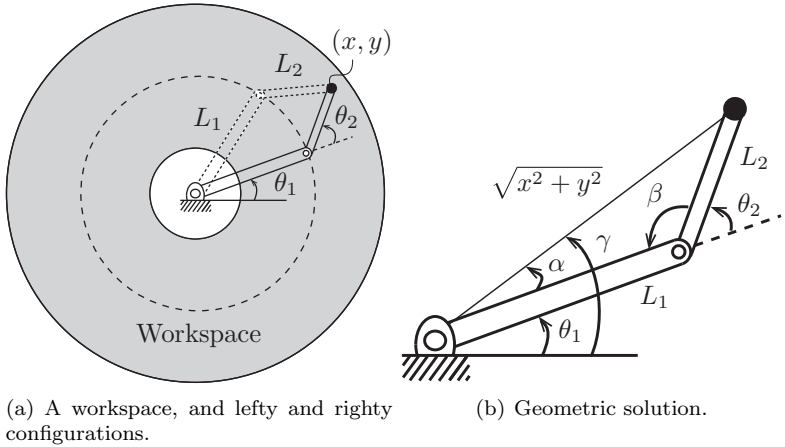 (x, y)
L₂
L₁
θ₂
θ₁
Workspace
(a) A workspace, and lefty and righty
configurations.
√x² + y²
L₂
β
θ₂
γ
α
L₁
θ₁
(b) Geometric solution.